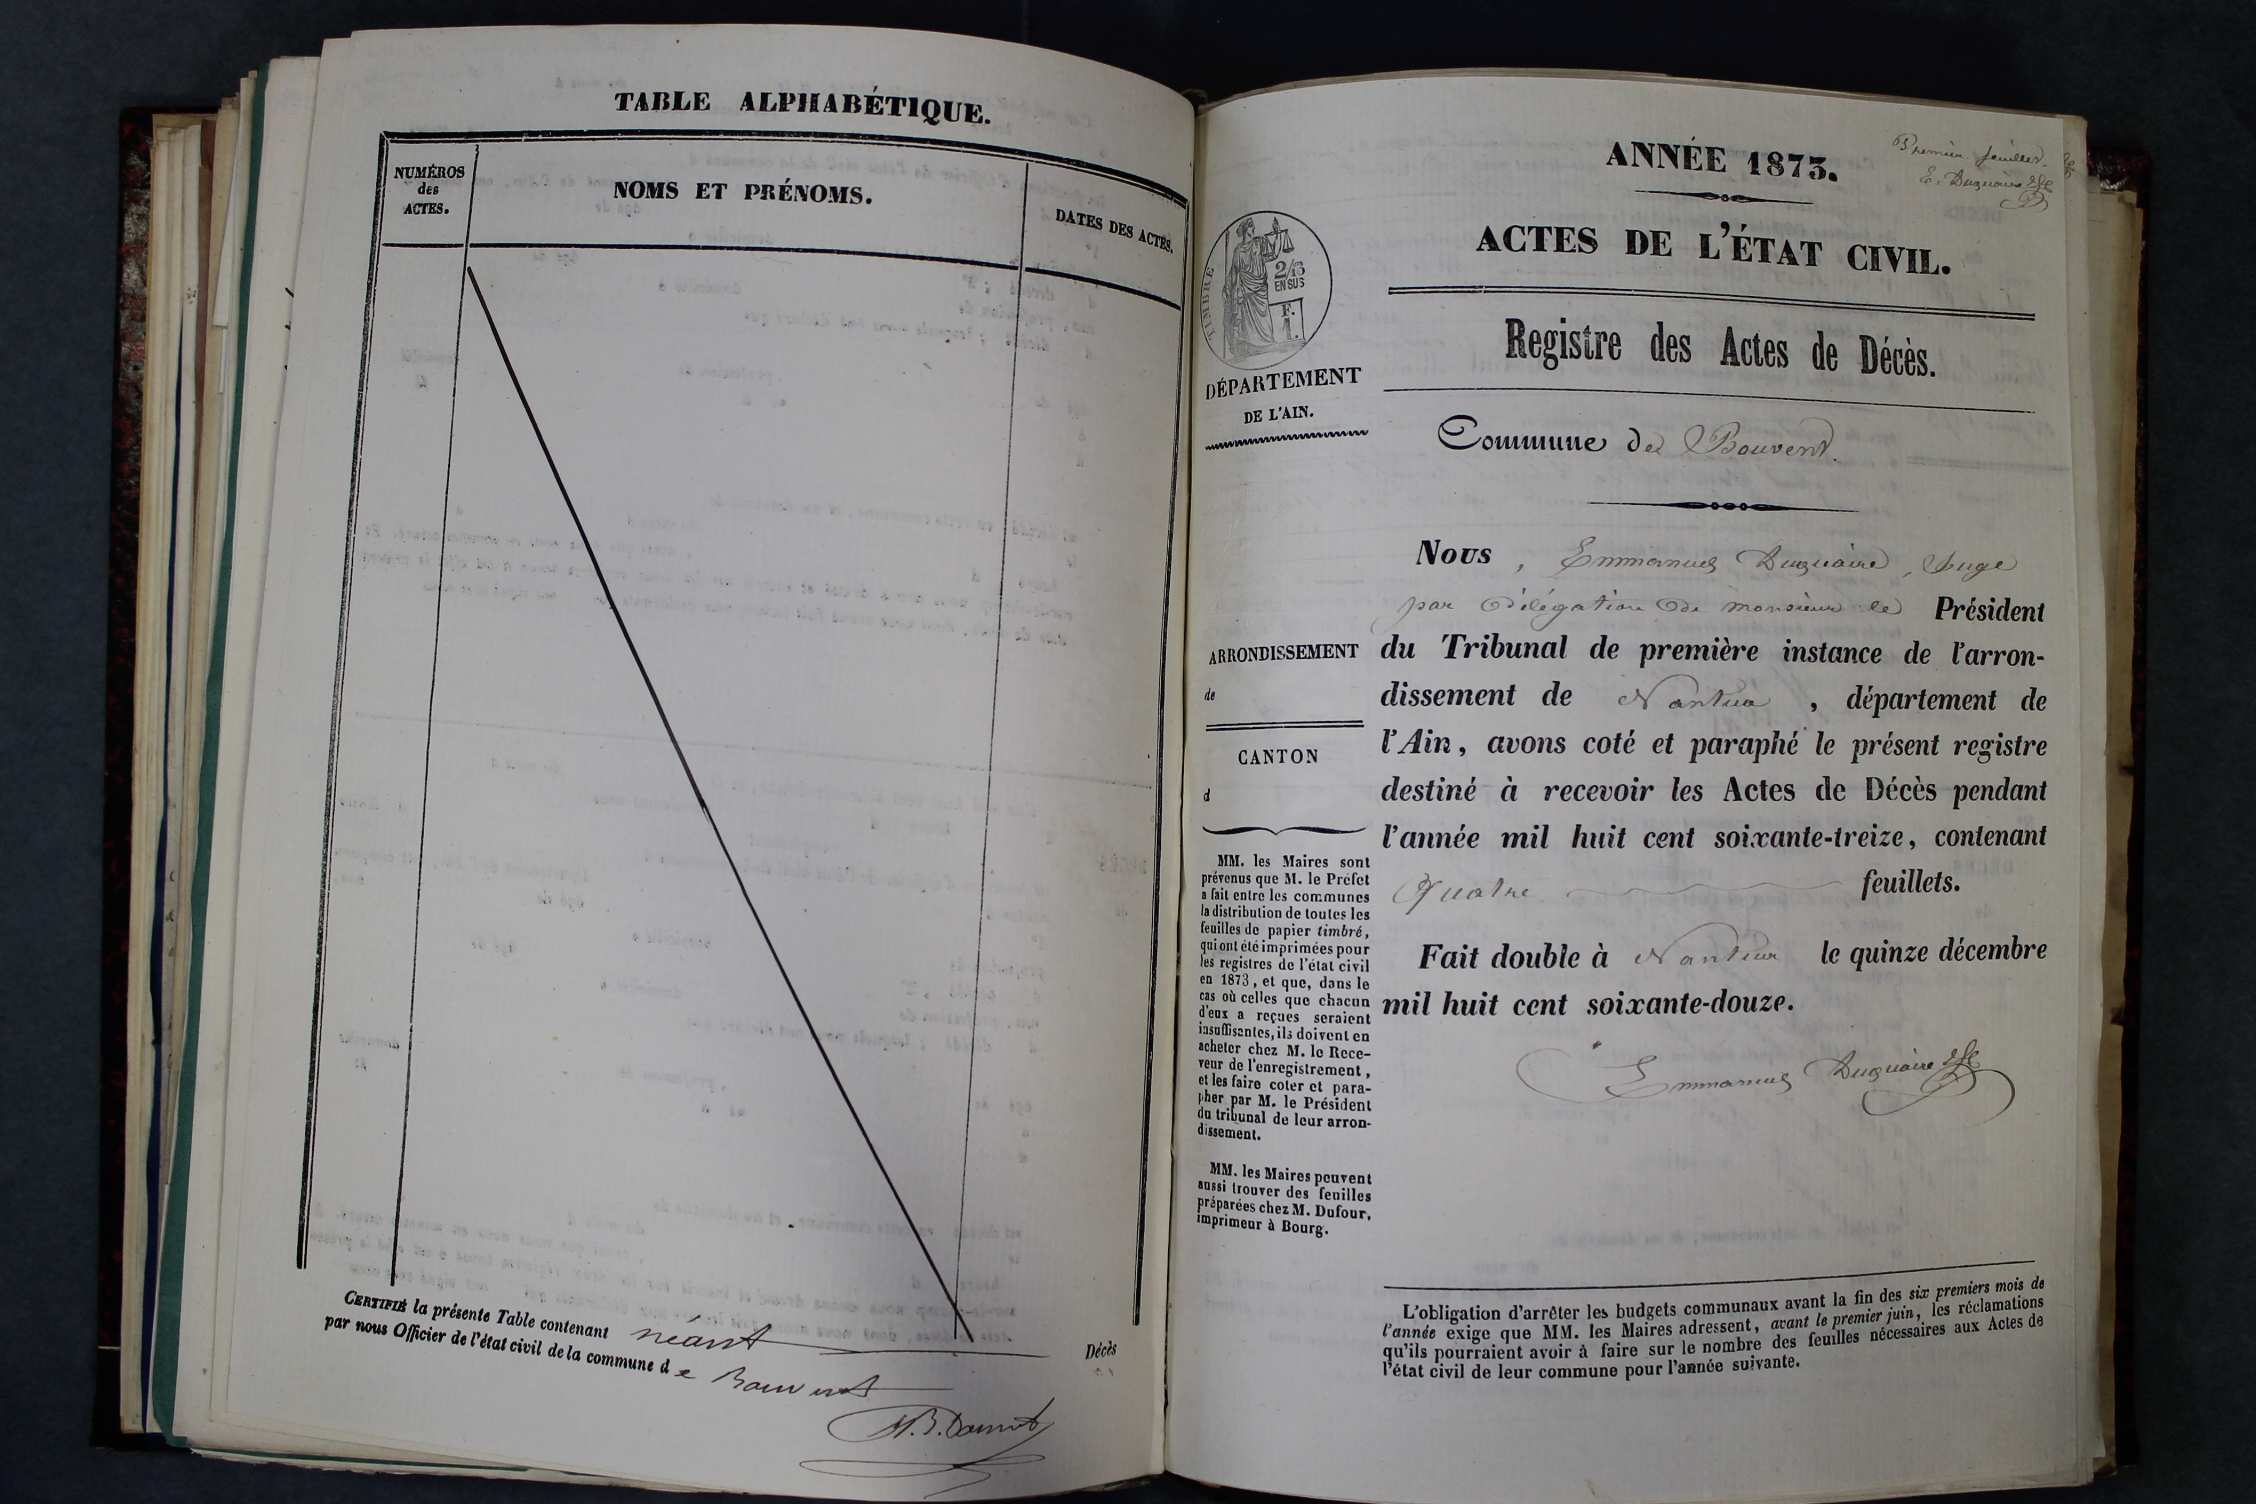 TABLE ALPHABÉTIQUE.
NUMÉROS
des
ACTES.
NOMS ET PRÉNOMS.
DATES DES ACTES.
CERTIFIÉ la présente Table contenant néant Décès
par nous Officier de l'état civil de la commune de Bouvent
Premier feuillet.
E. Duquaire
ANNÉE 1873.
ACTES DE L'ÉTAT CIVIL.
TIMBRE
2/10
EN SUS
F.
1.
Registre des Actes de Décès.
DÉPARTEMENT
DE L'AIN.
Commune de Bouvent.
Nous, Emmanuel Duquaire, Juge
par délégation de monsieur le Président
du Tribunal de première instance de l'arron-
dissement de Nantua, département de
l'Ain, avons coté et paraphé le présent registre
destiné à recevoir les Actes de Décès pendant
l'année mil huit cent soixante-treize, contenant
Quatre feuillets.
Fait double à Nantua le quinze décembre
mil huit cent soixante-douze.
Emmanuel Duquaire
ARRONDISSEMENT
de
CANTON
d
MM. les Maires sont
prévenus que M. le Préfet
a fait entre les communes
la distribution de toutes les
feuilles de papier timbré,
qui ont été imprimées pour
les registres de l'état civil
en 1873, et que, dans le
cas où celles que chacun
d'eux a reçues seraient
insuffisantes, ils doivent en
acheter chez M. le Rece-
veur de l'enregistrement,
et les faire coter et para-
pher par M. le Président
du tribunal de leur arron-
dissement.
MM. les Maires peuvent
aussi trouver des feuilles
préparées chez M. Dufour,
imprimeur à Bourg.
L'obligation d'arrêter les budgets communaux avant la fin des six premiers mois de
l'année exige que MM. les Maires adressent, avant le premier juin, les réclamations
qu'ils pourraient avoir à faire sur le nombre des feuilles nécessaires aux Actes de
l'état civil de leur commune pour l'année suivante.